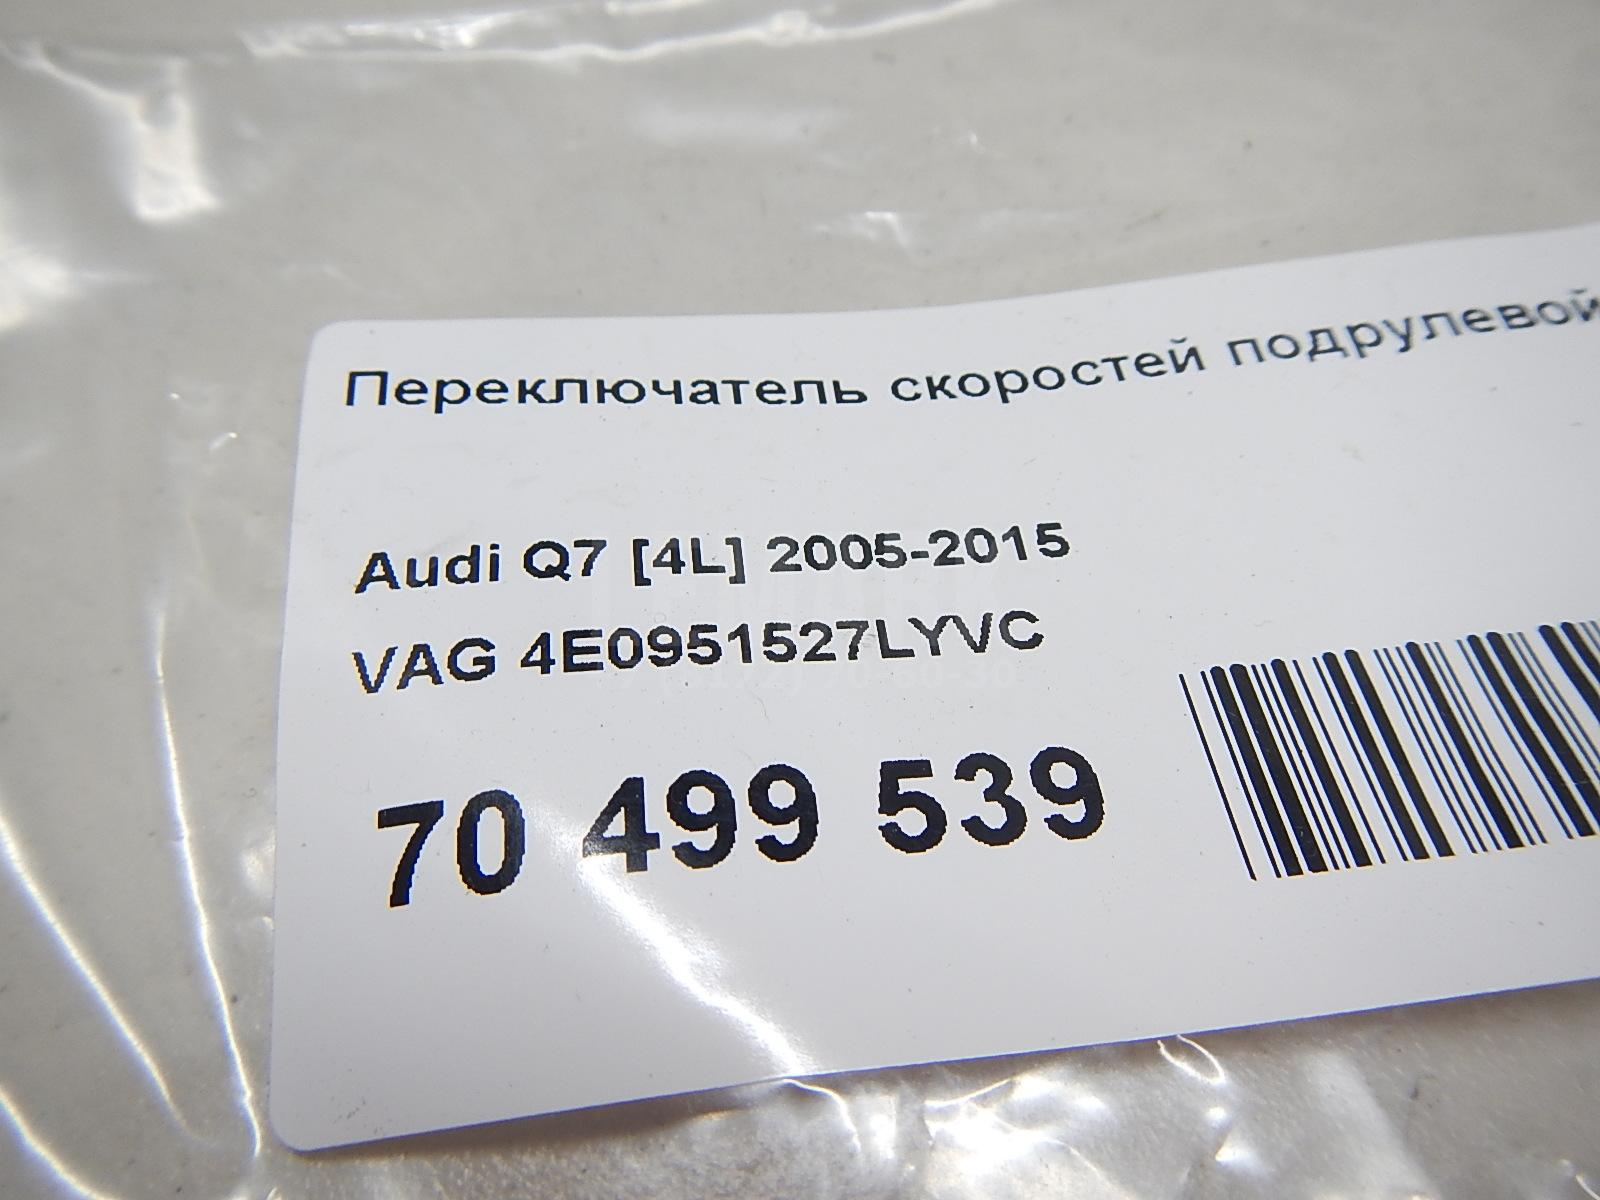 Переключатель скоростей подрулевой
Audi Q7 [4L] 2005-2015
VAG 4E0951527LYVC
70 499 539